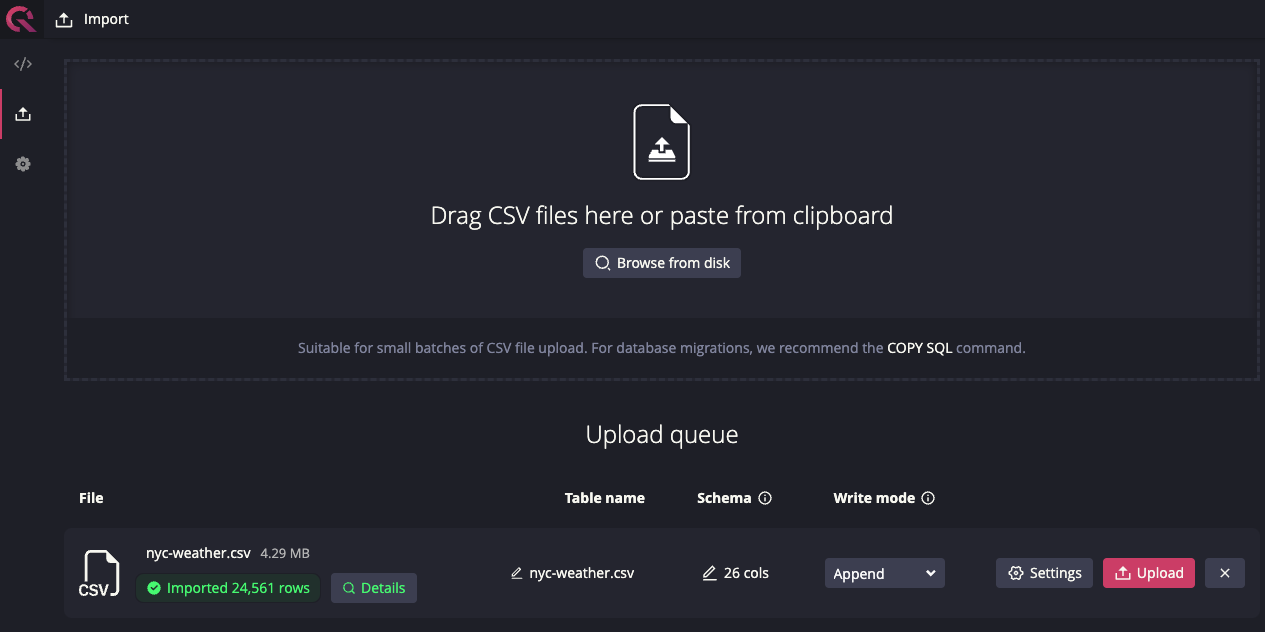 Import
Drag CSV files here or paste from clipboard
Browse from disk
Suitable for small batches of CSV file upload. For database migrations, we recommend the COPY SQL command.
Upload queue
File Table name Schema Write mode
nyc-weather.csv 4.29 MB
CSV
Imported 24,561 rows Details
nyc-weather.csv 26 cols Append Settings Upload